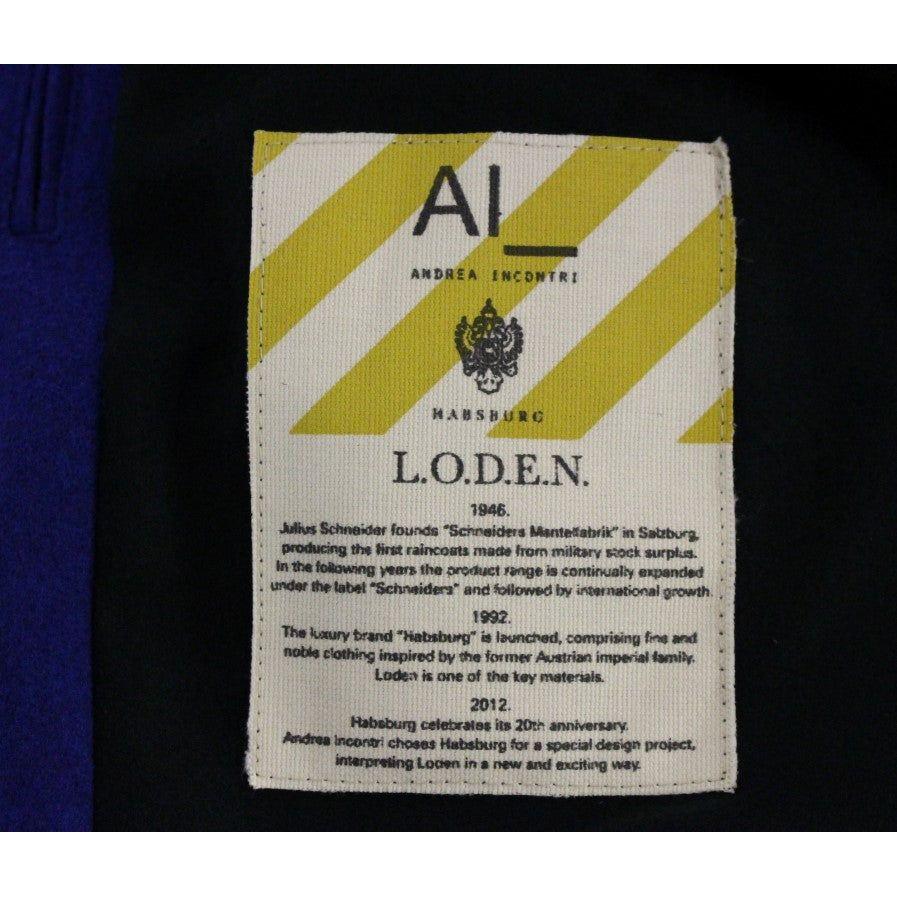 AI_
ANDREA INCONTRI
HABSBURG
L.O.D.E.N.
1946.
Julius Schneider founds "Schneiders Mantelfabrik" in Salzburg,
producing the first raincoats made from military stock surplus.
In the following years the product range is continually expanded
under the label "Schneiders" and followed by international growth.
1992.
The luxury brand "Habsburg" is launched, comprising fine and
noble clothing inspired by the former Austrian imperial family.
Loden is one of the key materials.
2012.
Habsburg celebrates its 20th anniversary.
Andrea Incontri choses Habsburg for a special design project,
interpreting Loden in a new and exciting way.